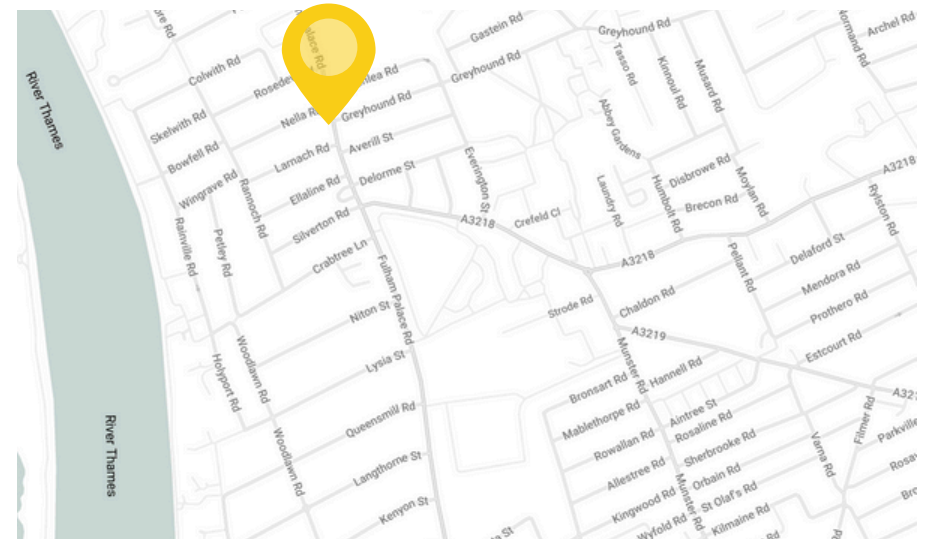 Gastein Rd
Greyhound Rd
Archel Rd
Normand Rd
Palace Rd
Colwith Rd
Tasso Rd
Kinnoul Rd
Musard Rd
Greyhound Rd
River Thames
Skelwith Rd
Nella Rd
Greyhound Rd
Abbey Gardens
Averill St
Bowfell Rd
Larnach Rd
Delorme St
Everington St
Disbrowe Rd
Moylan Rd
A3218
Wingrave Rd
Rannoch Rd
Ellaline Rd
Laundry Rd
Humbolt Rd
Brecon Rd
Rylston Rd
Silverton Rd
A3218
Crefeld Cl
Rainville Rd
Petley Rd
Crabtree Ln
Fulham Palace Rd
A3218
Pellant Rd
Delaford St
Mendora Rd
Niton St
Strode Rd
Chaldon Rd
Prothero Rd
A3219
Estcourt Rd
Holyport Rd
Woodlawn Rd
Lysia St
Munster Rd
Hannell Rd
Bronsart Rd
Mablethorpe Rd
Aintree St
Filmer Rd
Queensmill Rd
Rosaline Rd
Rowallan Rd
Sherbrooke Rd
Varna Rd
Parkville
River Thames
Woodlawn Rd
Langthorne St
Allestree Rd
Orbain Rd
Munster Rd
Kenyon St
Kingwood Rd
St Olaf's Rd
Wyfold Rd
Kilmaine Rd